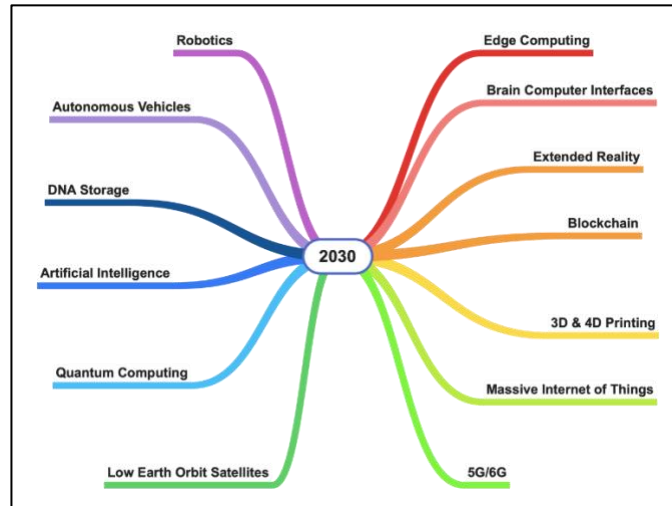 Robotics
Autonomous Vehicles
DNA Storage
Artificial Intelligence
Quantum Computing
Low Earth Orbit Satellites
2030
Edge Computing
Brain Computer Interfaces
Extended Reality
Blockchain
3D & 4D Printing
Massive Internet of Things
5G/6G